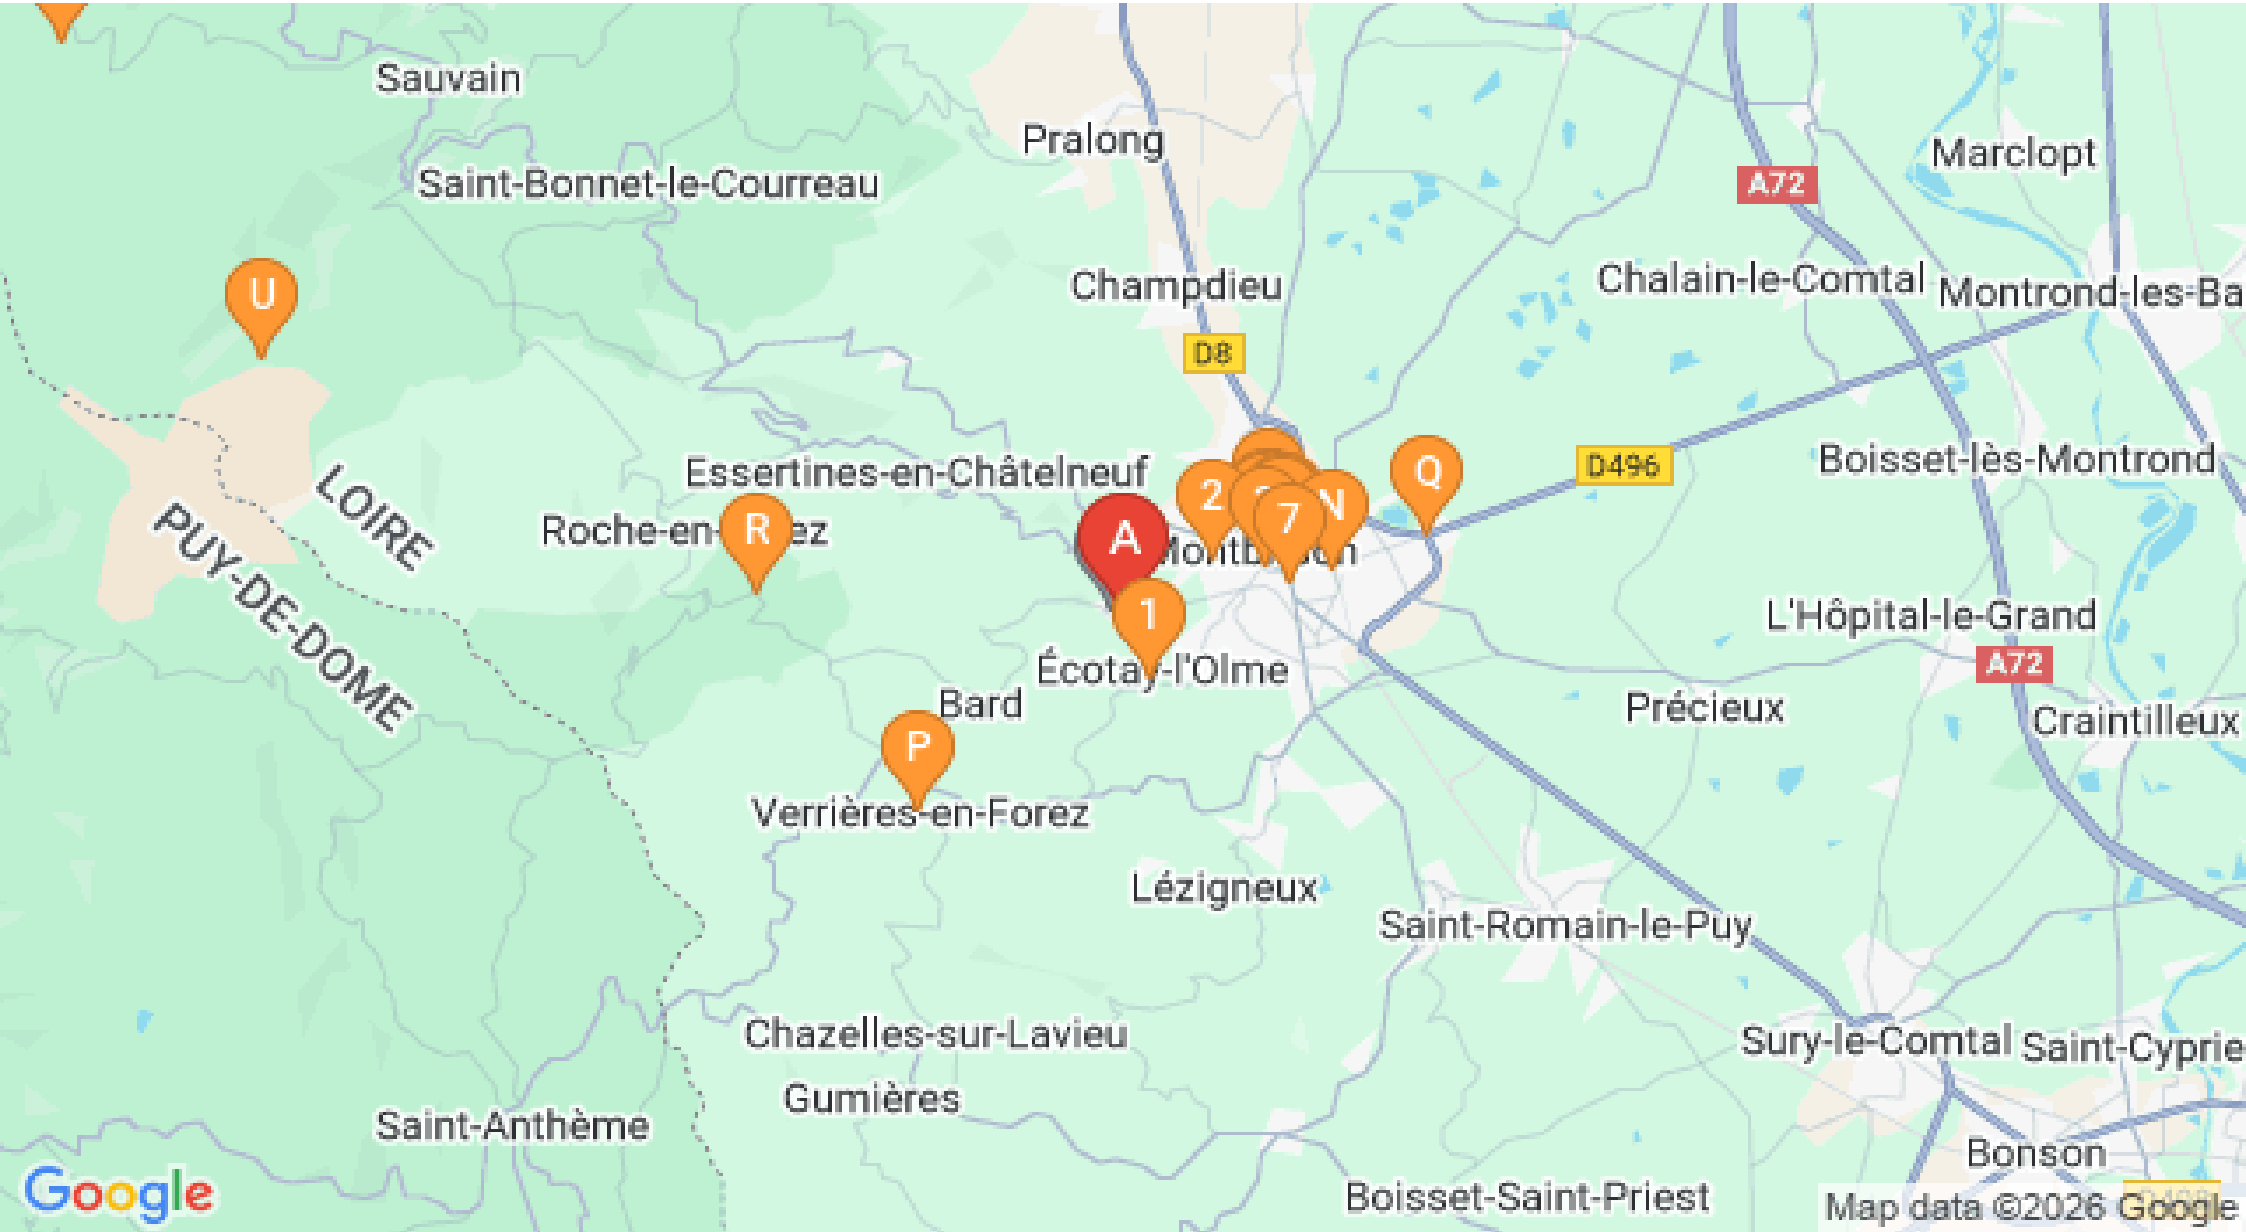 Sauvain
Pralong
Marclopt
Saint-Bonnet-le-Courreau
A72
Champdieu
Chalain-le-Comtal
Montrond-les-Ba
U
D8
Essertines-en-Châtelneuf
2
Q
D496
Boisset-lès-Montrond
LOIRE
N
7
Roche-en-
ez
R
A
PUY-DE-DOME
1
L'Hôpital-le-Grand
Écotay-l'Olme
A72
Bard
Précieux
Craintilleux
P
Verrières-en-Forez
Lézigneux
Saint-Romain-le-Puy
Chazelles-sur-Lavieu
Sury-le-Comtal
Saint-Cyprie
Gumières
Saint-Anthème
Bonson
Google
Boisset-Saint-Priest
Map data ©2026 Google